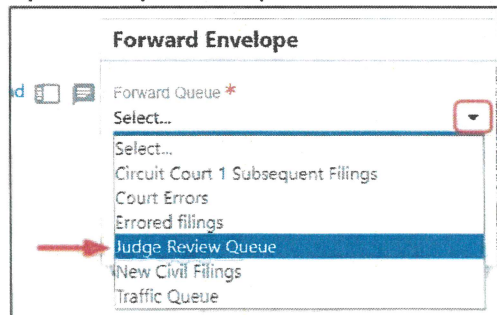 Forward Envelope
ad
Forward Queue *
Select...
Select...
Circuit Court 1 Subsequent Filings
Court Errors
Errored filings
Judge Review Queue
New Civil Filings
Traffic Queue